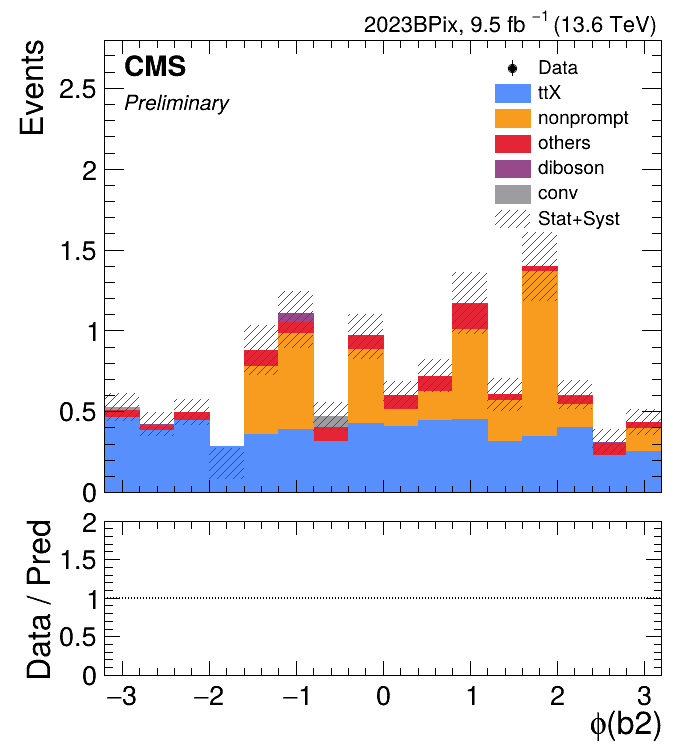 2023BPix, 9.5 fb⁻¹ (13.6 TeV)
CMS
Preliminary
Data
ttX
nonprompt
others
diboson
conv
Stat+Syst
Events
2.5
2
1.5
1
0.5
0
Data / Pred
2
1.5
1
0.5
0
−3 −2 −1 0 1 2 3
ϕ(b2)